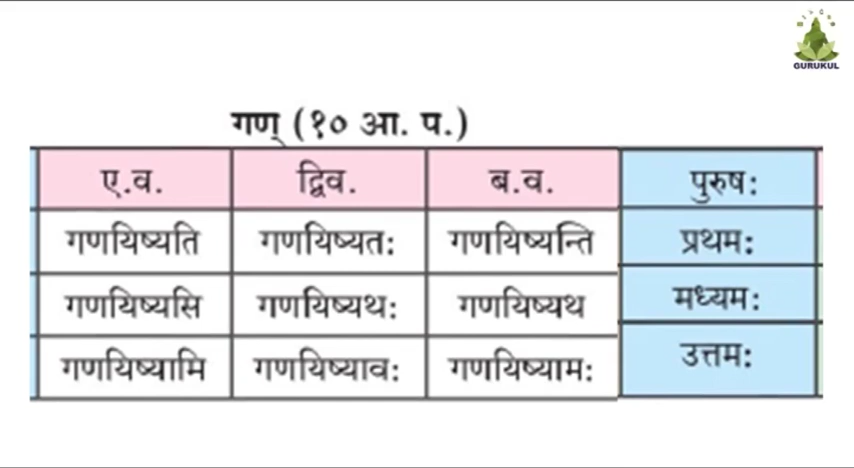 GURUKUL
गण् (१० आ. प.)
ए.व. द्विव. ब.व. पुरुष:
गणयिष्यति गणयिष्यत: गणयिष्यन्ति प्रथम:
गणयिष्यसि गणयिष्यथ: गणयिष्यथ मध्यम:
गणयिष्यामि गणयिष्याव: गणयिष्याम: उत्तम: